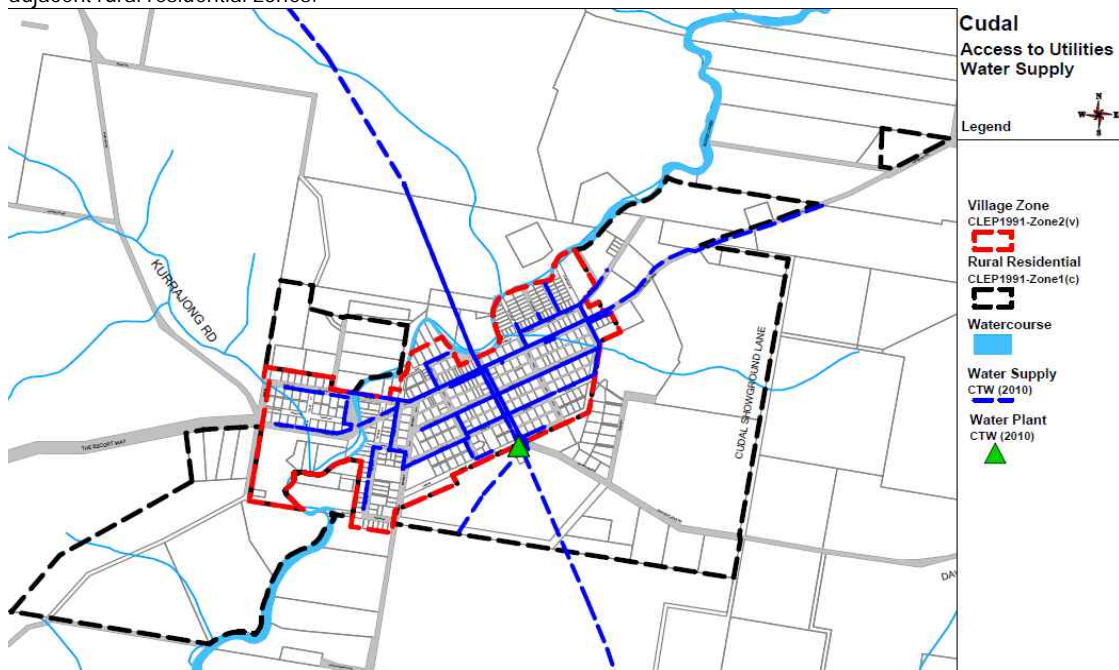 adjacent rural residential zones.
Cudal
Access to Utilities
Water Supply
N
W E
S
Legend
Village Zone
CLEP1991-Zone2(v)
Rural Residential
CLEP1991-Zone1(c)
Watercourse
Water Supply
CTW (2010)
Water Plant
CTW (2010)
KURRAJONG RD
THE ESCORT WAY
CUDAL SHOWGROUND LANE